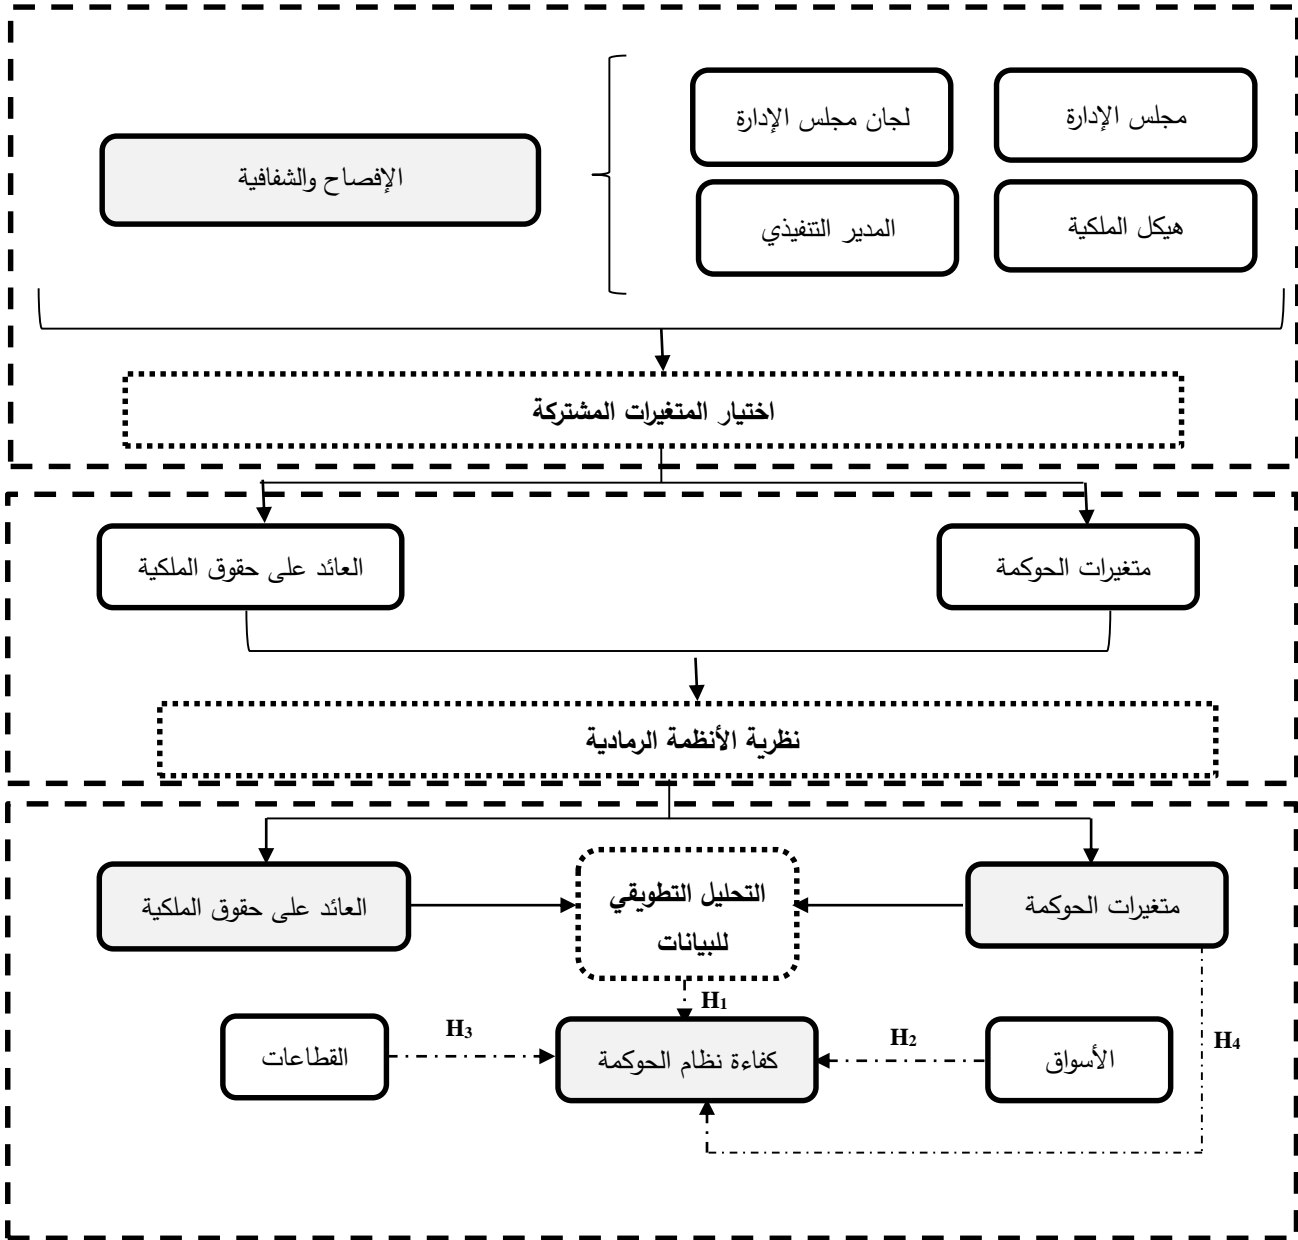 مجلس الإدارة
لجان مجلس الإدارة
هيكل الملكية
المدير التنفيذي
الإفصاح والشفافية
اختيار المتغيرات المشتركة
متغيرات الحوكمة
العائد على حقوق الملكية
نظرية الأنظمة الرمادية
متغيرات الحوكمة
التحليل التطويقي
للبيانات
العائد على حقوق الملكية
H1
الأسواق
H2
كفاءة نظام الحوكمة
H3
القطاعات
H4